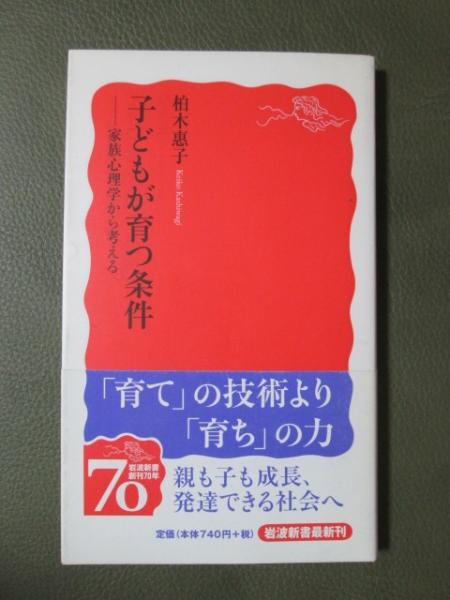 柏木惠子
Keiko Kashiwagi
子どもが育つ条件
──家族心理学から考える
「育て」の技術より
「育ち」の力
岩波新書
創刊70年
70
親も子も成長、
発達できる社会へ
定価(本体740円+税)
岩波新書最新刊